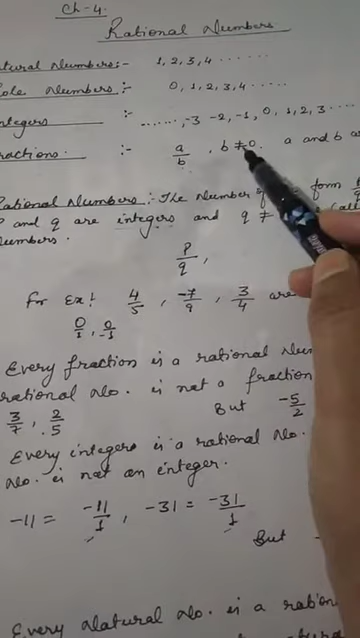 Ch-4.
Rational Numbers
Natural Numbers:- 1, 2, 3, 4 ......
Whole Numbers :- 0, 1, 2, 3, 4 .....
Integers :- ......, -3 -2, -1, 0, 1, 2, 3 .....
Fractions. :- a/b , b ≠ 0. a and b
Rational Numbers :- The Number form
P and q are integers and q ≠
Numbers.
P/q ,
For Ex! 4/5 , -7/9 , 3/4 are
0/1 , 0/-1
Every fraction is a rational Num
rational No. is not a fraction
3/7 , 2/5 But -5/2
Every integers is a rational No.
No. is not an integer.
-11 = -11/1 , -31 = -31/1
But -
Every Natural No. is a ration